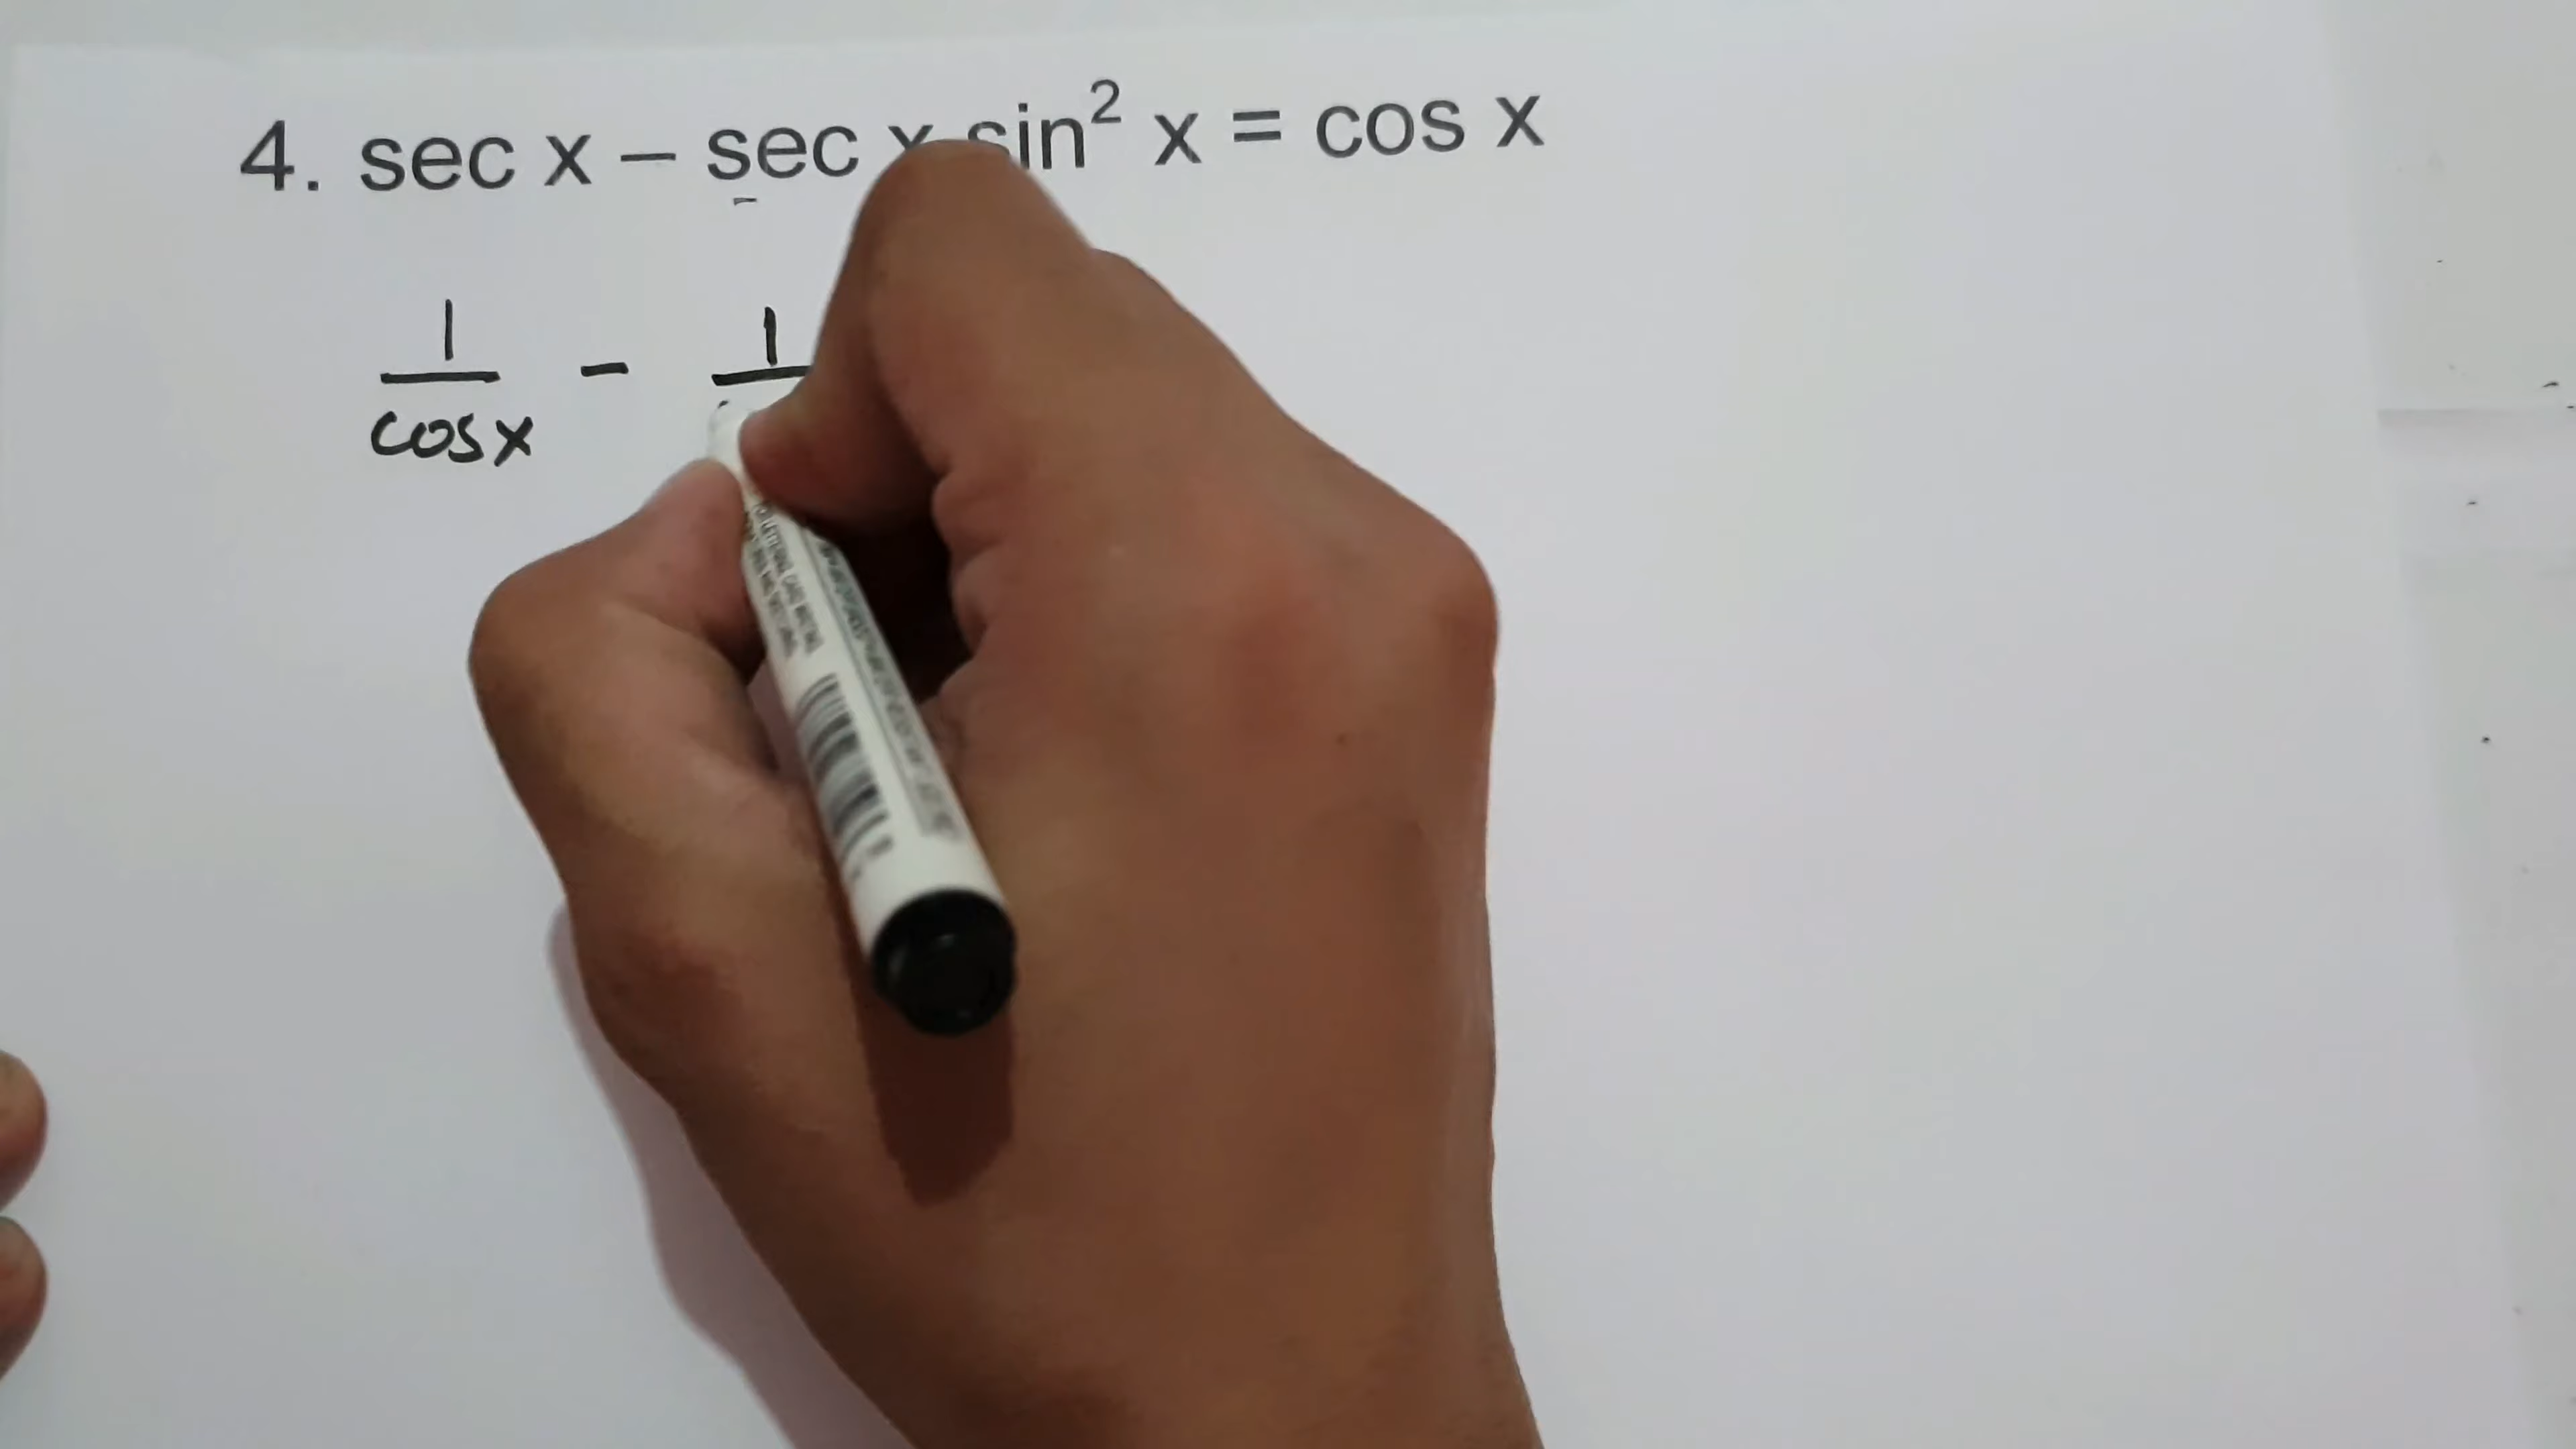 4. sec x – sec x sin² x = cos x
1 - 1
cos x